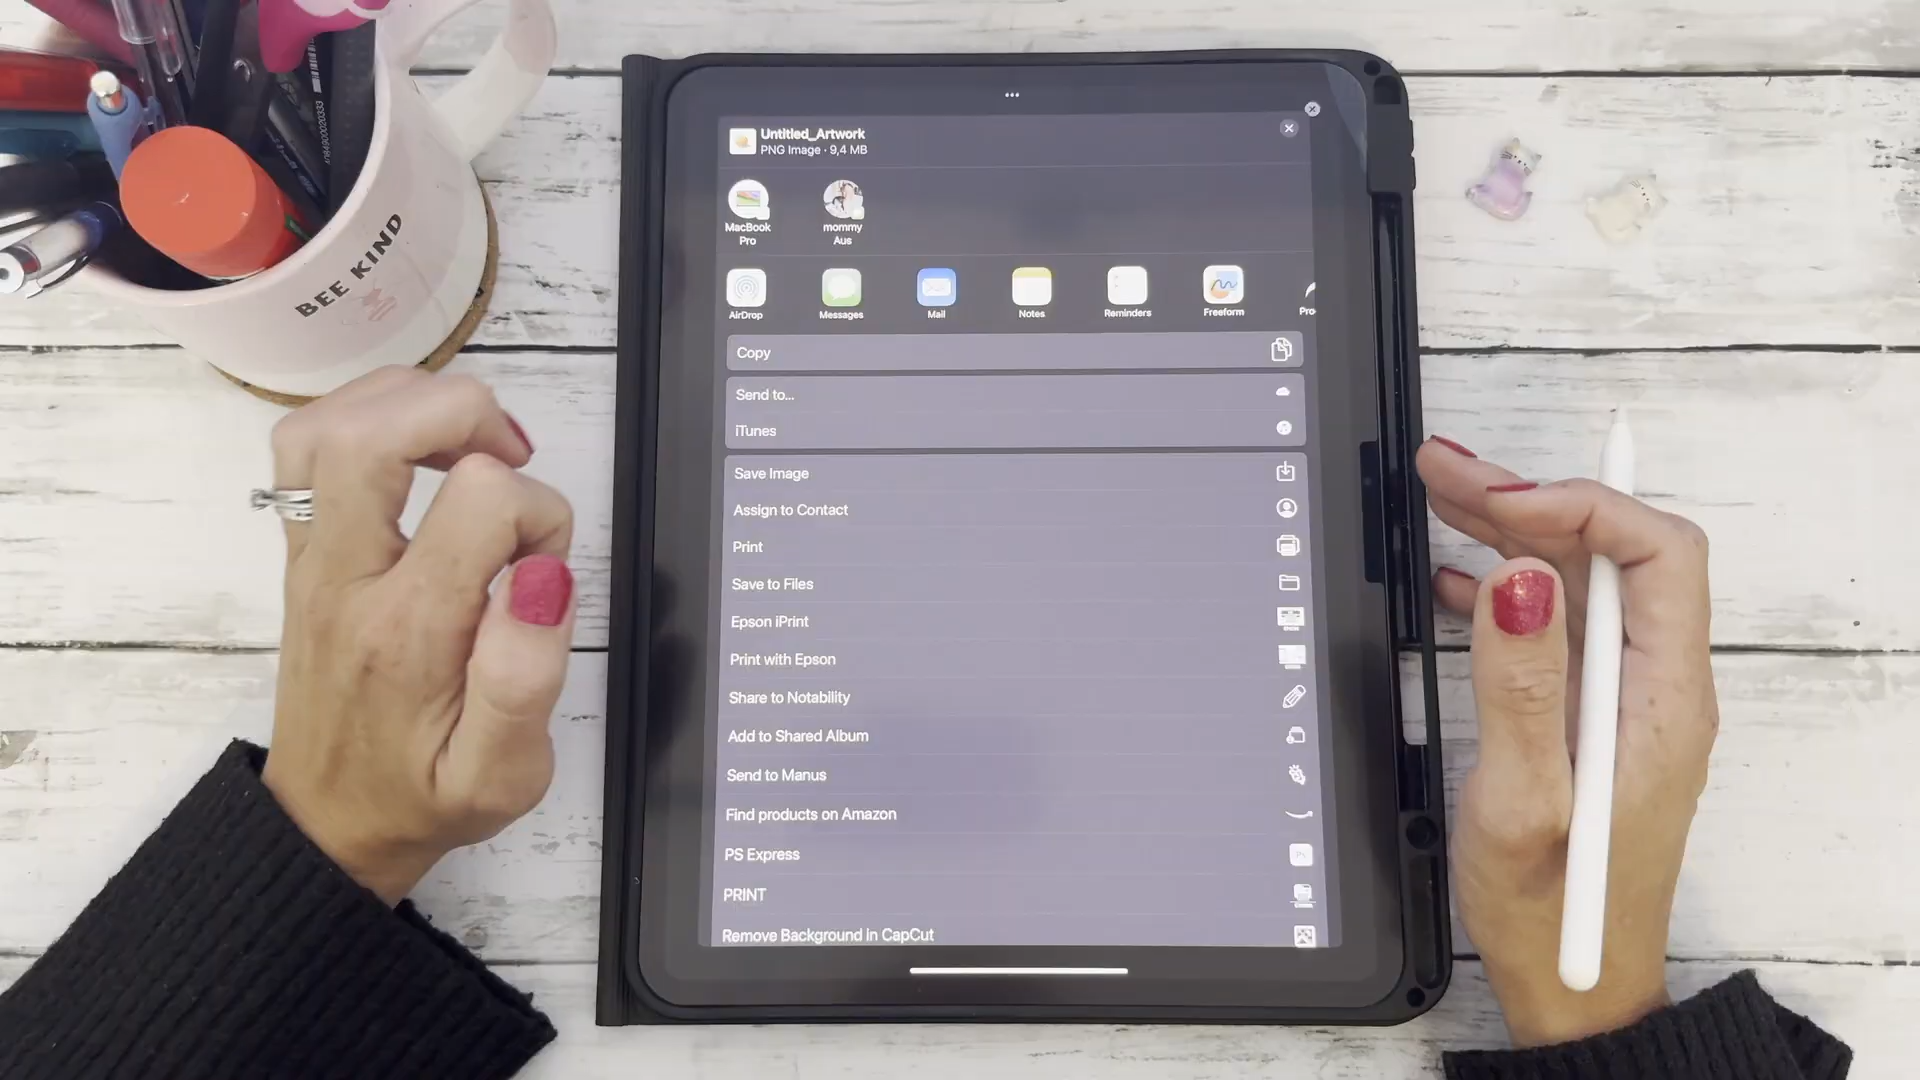 BEE KIND
Untitled_Artwork
PNG Image · 9,4 MB
MacBook
Pro
mommy
Aus
AirDrop
Messages
Mail
Notes
Reminders
Freeform
Pro
Copy
Send to...
iTunes
Save Image
Assign to Contact
Print
Save to Files
Epson iPrint
Print with Epson
Share to Notability
Add to Shared Album
Send to Manus
Find products on Amazon
PS Express
PRINT
Remove Background in CapCut